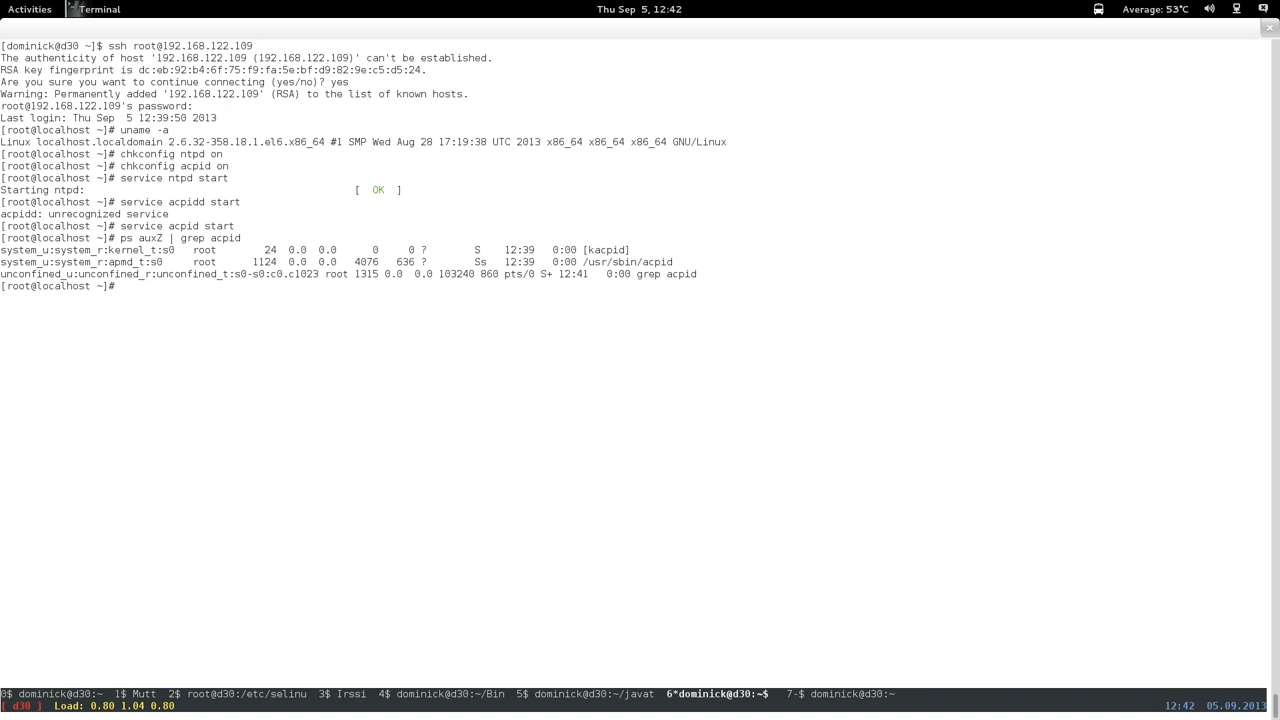 Activities Terminal Thu Sep 5, 12:42 Average: 53°C
[dominick@d30 ~]$ ssh root@192.168.122.109
The authenticity of host '192.168.122.109 (192.168.122.109)' can't be established.
RSA key fingerprint is dc:eb:92:b4:6f:75:f9:fa:5e:bf:d9:82:9e:c5:d5:24.
Are you sure you want to continue connecting (yes/no)? yes
Warning: Permanently added '192.168.122.109' (RSA) to the list of known hosts.
root@192.168.122.109's password:
Last login: Thu Sep  5 12:39:50 2013
[root@localhost ~]# uname -a
Linux localhost.localdomain 2.6.32-358.18.1.el6.x86_64 #1 SMP Wed Aug 28 17:19:38 UTC 2013 x86_64 x86_64 x86_64 GNU/Linux
[root@localhost ~]# chkconfig ntpd on
[root@localhost ~]# chkconfig acpid on
[root@localhost ~]# service ntpd start
Starting ntpd:                                             [  OK  ]
[root@localhost ~]# service acpidd start
acpidd: unrecognized service
[root@localhost ~]# service acpid start
[root@localhost ~]# ps auxZ | grep acpid
system_u:system_r:kernel_t:s0   root        24  0.0  0.0      0     0 ?        S    12:39   0:00 [kacpid]
system_u:system_r:apmd_t:s0     root      1124  0.0  0.0   4076   636 ?        Ss   12:39   0:00 /usr/sbin/acpid
unconfined_u:unconfined_r:unconfined_t:s0-s0:c0.c1023 root 1315 0.0  0.0 103240 860 pts/0 S+ 12:41   0:00 grep acpid
[root@localhost ~]#
0$ dominick@d30:~  1$ Mutt  2$ root@d30:/etc/selinu  3$ Irssi  4$ dominick@d30:~/Bin  5$ dominick@d30:~/javat  6*dominick@d30:~$   7-$ dominick@d30:~
[ d30 ]  Load: 0.80 1.04 0.80 12:42  05.09.2013